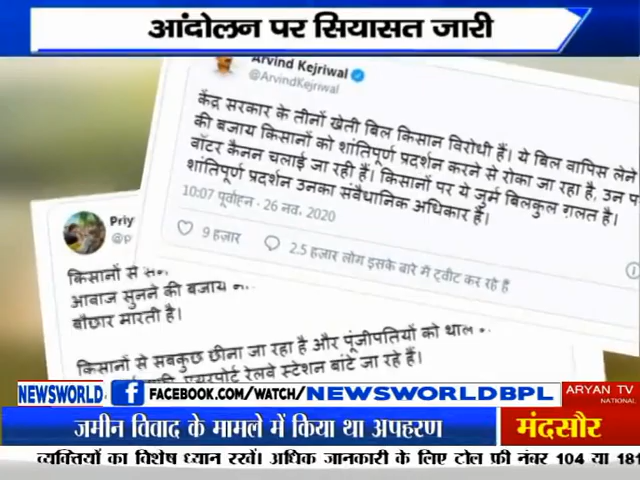 आंदोलन पर सियासत जारी
Arvind Kejriwal
@ArvindKejriwal
केंद्र सरकार के तीनों खेती बिल किसान विरोधी हैं। ये बिल वापिस लेने
की बजाय किसानों को शांतिपूर्ण प्रदर्शन करने से रोका जा रहा है, उन प
वॉटर कैनन चलाई जा रही हैं। किसानों पर ये जुर्म बिलकुल ग़लत है।
शांतिपूर्ण प्रदर्शन उनका संवैधानिक अधिकार है।
10:07 पूर्वाह्न · 26 नव. 2020
9 हज़ार
2.5 हज़ार लोग इसके बारे में ट्वीट कर रहे हैं
Priy
@p
किसानों से
आवाज सुनने की बजाय
बौछार मारती है।
किसानों से सबकुछ छीना जा रहा है और पूंजीपतियों को थाल
एयरपोर्ट रेलवे स्टेशन बांटे जा रहे हैं।
NEWSWORLD
FACEBOOK.COM/WATCH/NEWSWORLDBPL
ARYAN TV
NATIONAL
जमीन विवाद के मामले में किया था अपहरण
मंदसौर
व्यक्तियों का विशेष ध्यान रखें। अधिक जानकारी के लिए टोल फ्री नंबर 104 या 181